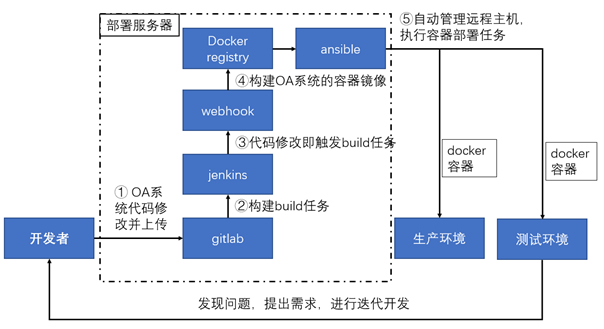 部署服务器
Docker
registry
ansible
⑤自动管理远程主机，
执行容器部署任务
④构建OA系统的容器镜像
webhook
③代码修改即触发build任务
docker
容器
docker
容器
jenkins
① OA系
统代码修
改并上传
②构建build任务
开发者
gitlab
生产环境
测试环境
发现问题，提出需求，进行迭代开发